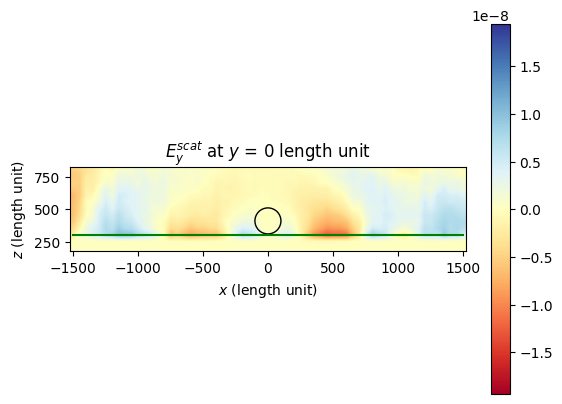 1e−8
E_y^{scat} at y = 0 length unit
z (length unit)
750
500
250
−1500 −1000 −500 0 500 1000 1500
x (length unit)
1.5
1.0
0.5
0.0
−0.5
−1.0
−1.5